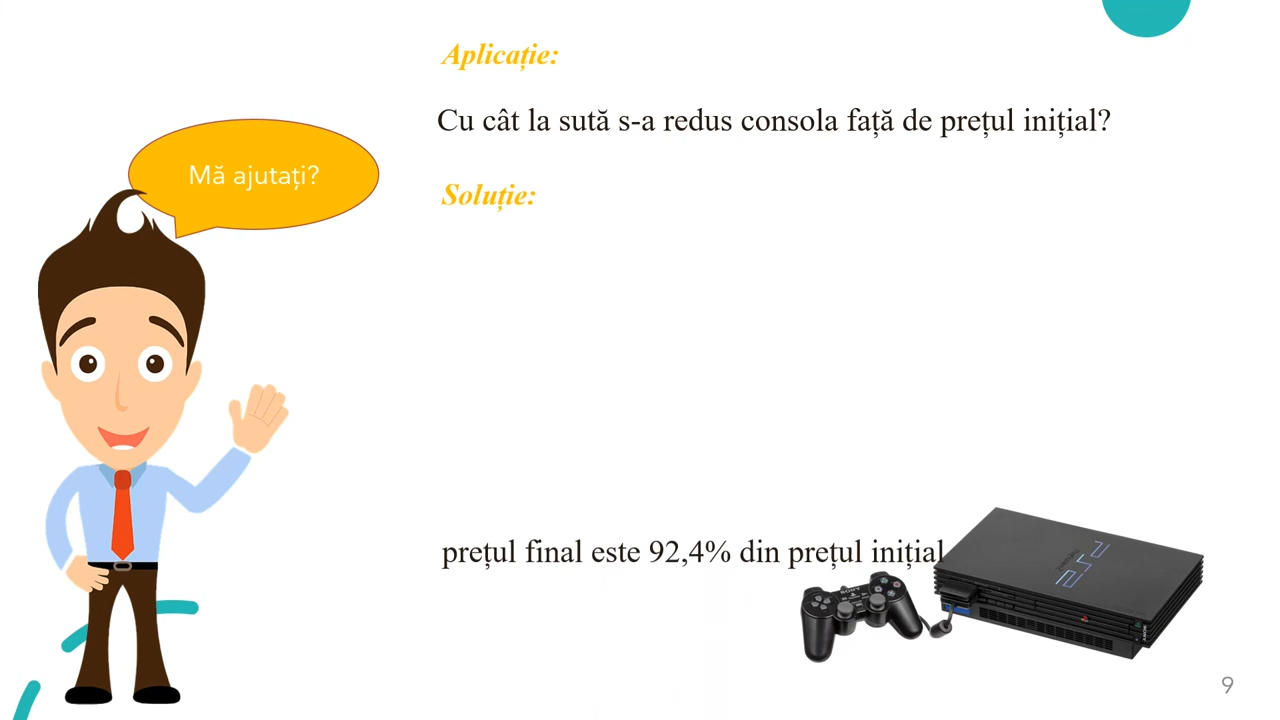 Aplicație:
Cu cât la sută s-a redus consola față de prețul inițial?
Mă ajutați?
Soluție:
prețul final este 92,4% din prețul inițial
SONY
9